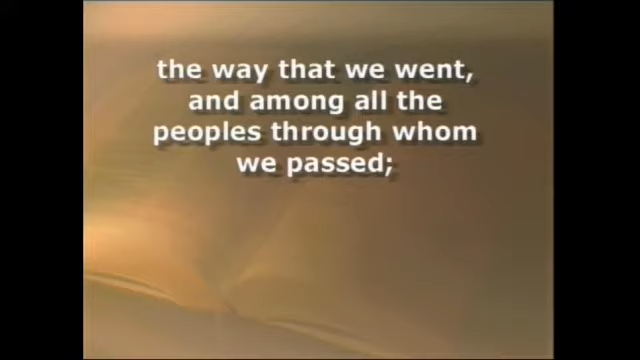 the way that we went,
and among all the
peoples through whom
we passed;